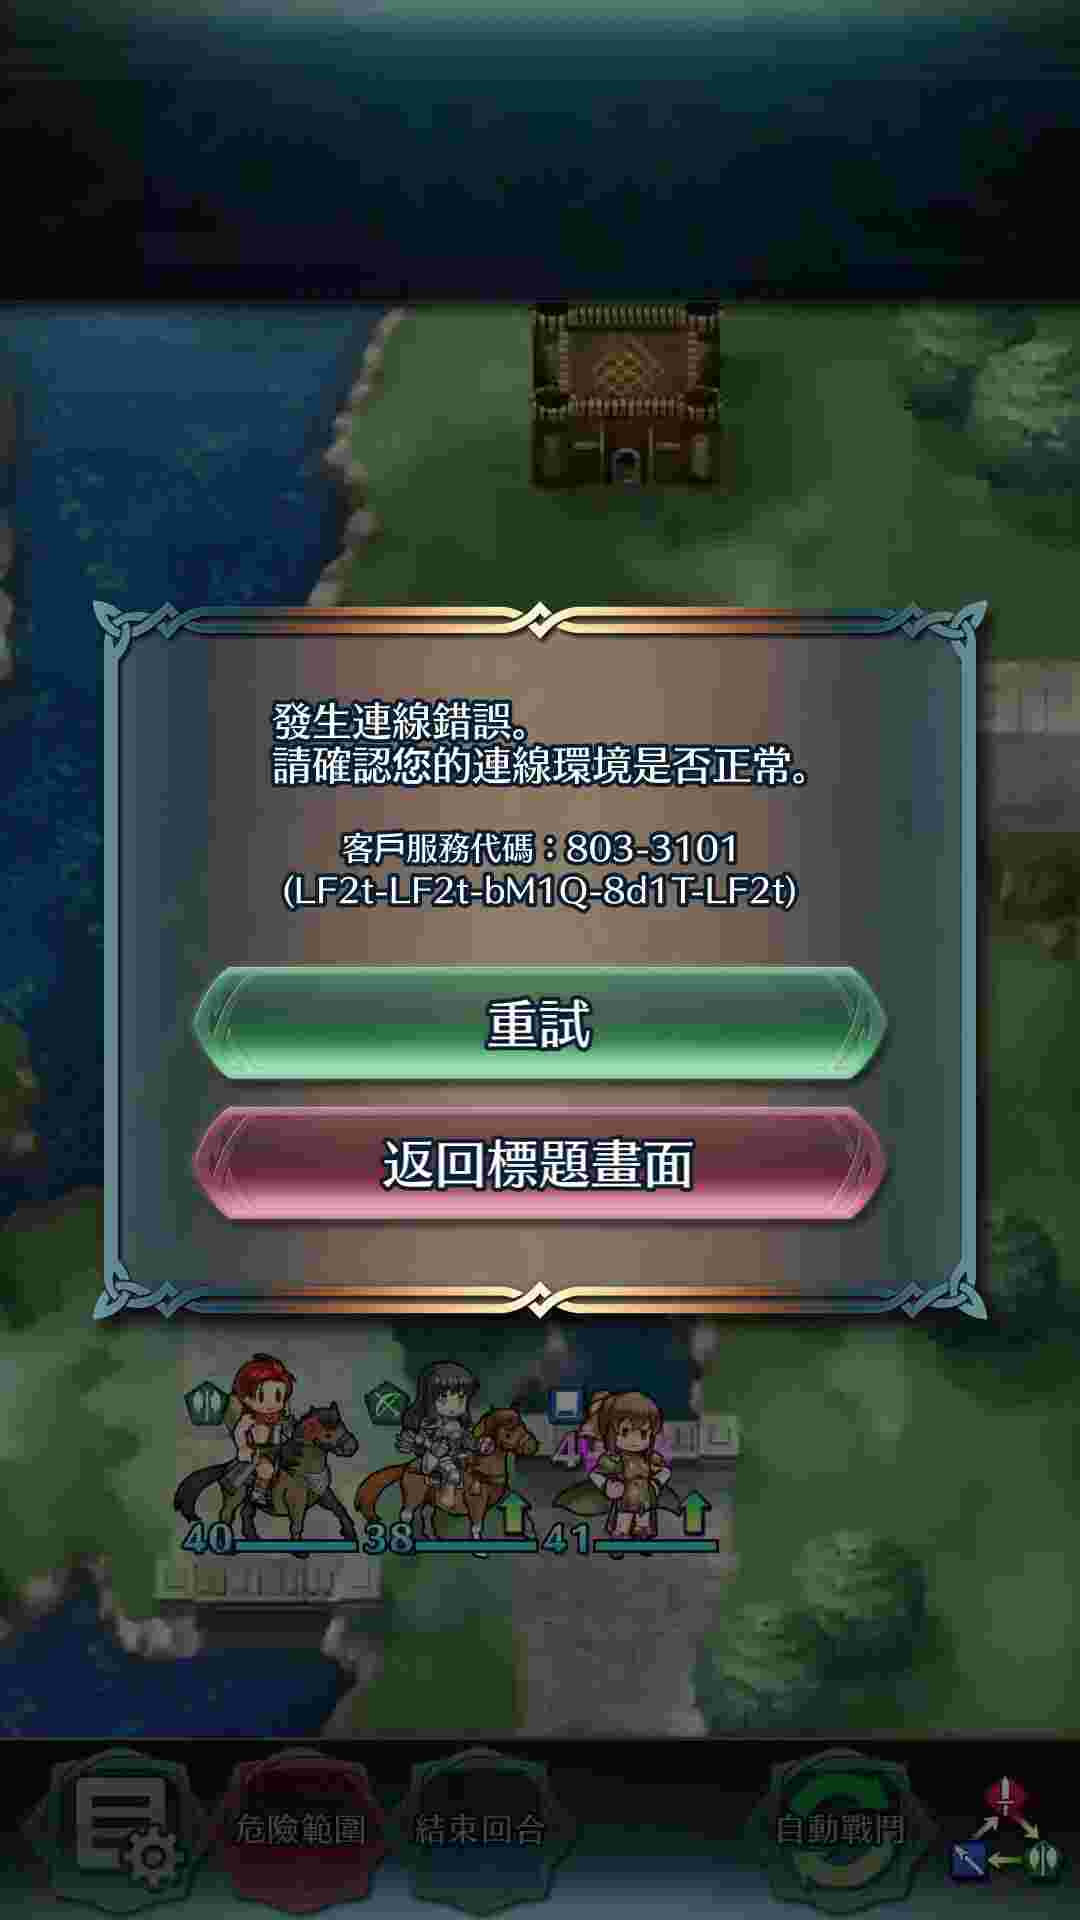 發生連線錯誤。
請確認您的連線環境是否正常。
客戶服務代碼：803-3101
(LF2t-LF2t-bM1Q-8d1T-LF2t)
重試
返回標題畫面
40
38
41
危險範圍
結束回合
自動戰鬥